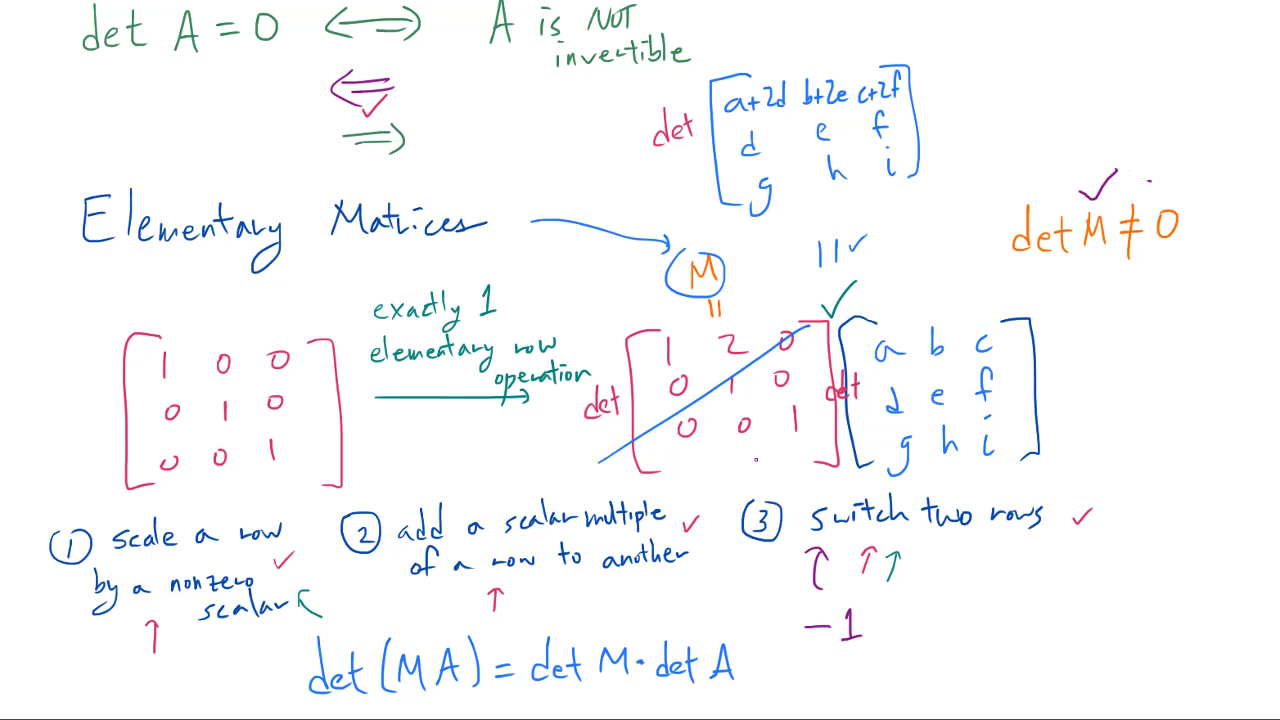 det A = 0 ⟺ A is NOT
invertible
⟸ ✓
⟹
det [ a+2d b+2e c+2f
d e f
g h i ]
Elementary Matrices → M
|| ✓
✓
det M ≠ 0
exactly 1
elementary row
operation
||
[ 1 0 0
0 1 0
0 0 1 ]
det [ 1 2 0
0 1 0
0 0 1 ]
✓
det [ a b c
d e f
g h i ]
① scale a row
by a nonzero ✓
scalar
② add a scalar multiple ✓
of a row to another
③ switch two rows ✓
-1
det (MA) = det M · det A